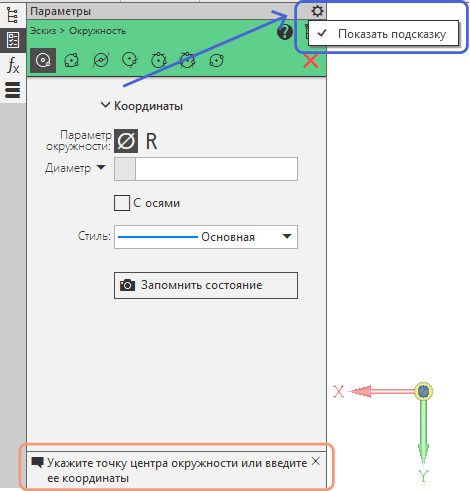 Параметры
Показать подсказку
Эскиз > Окружность
?
fx
Координаты
Параметр
окружности:
R
Диаметр
С осями
Стиль:
Основная
Запомнить состояние
X
Y
Укажите точку центра окружности или введите
ее координаты